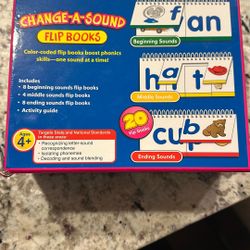 CHANGE-A-SOUND
FLIP BOOKS
Color-coded flip books boost phonics
skills—one sound at a time!
Includes
• 8 beginning sounds flip books
• 4 middle sounds flip books
• 8 ending sounds flip books
• Activity guide
Ages
4+
Targets State and National Standards
in these areas:
• Recognizing letter-sound
correspondence
• Isolating phonemes
• Decoding and sound blending
fan
Beginning Sounds
hat
Middle Sounds
20
flip books
cub
Ending Sounds